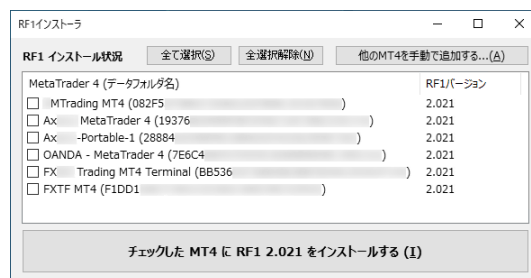 RF1インストーラ
RF1 インストール状況 全て選択(S) 全選択解除(N) 他のMT4を手動で追加する...(A)
MetaTrader 4 (データフォルダ名) RF1バージョン
MTrading MT4 (082F5 ) 2.021
Ax MetaTrader 4 (19376 ) 2.021
Ax -Portable-1 (28884 ) 2.021
OANDA - MetaTrader 4 (7E6C4 ) 2.021
FX Trading MT4 Terminal (BB536 ) 2.021
FXTF MT4 (F1DD1 ) 2.021
チェックした MT4 に RF1 2.021 をインストールする (I)